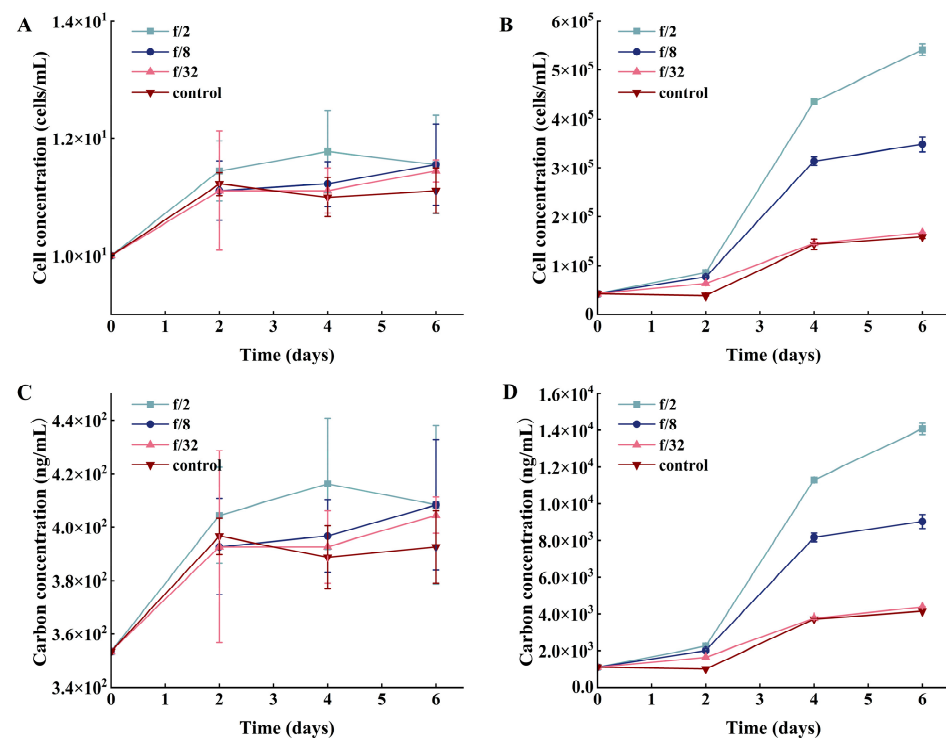 A
f/2
f/8
f/32
control
Cell concentration (cells/mL)
1.4×10¹
1.2×10¹
1.0×10¹
0 1 2 3 4 5 6
Time (days)
B
f/2
f/8
f/32
control
Cell concentration (cells/mL)
6×10⁵
5×10⁵
4×10⁵
3×10⁵
2×10⁵
1×10⁵
0
0 1 2 3 4 5 6
Time (days)
C
f/2
f/8
f/32
control
Carbon concentration (ng/mL)
4.4×10²
4.2×10²
4.0×10²
3.8×10²
3.6×10²
3.4×10²
0 1 2 3 4 5 6
Time (days)
D
f/2
f/8
f/32
control
Carbon concentration (ng/mL)
1.6×10⁴
1.4×10⁴
1.2×10⁴
1.0×10⁴
8.0×10³
6.0×10³
4.0×10³
2.0×10³
0.0
0 1 2 3 4 5 6
Time (days)